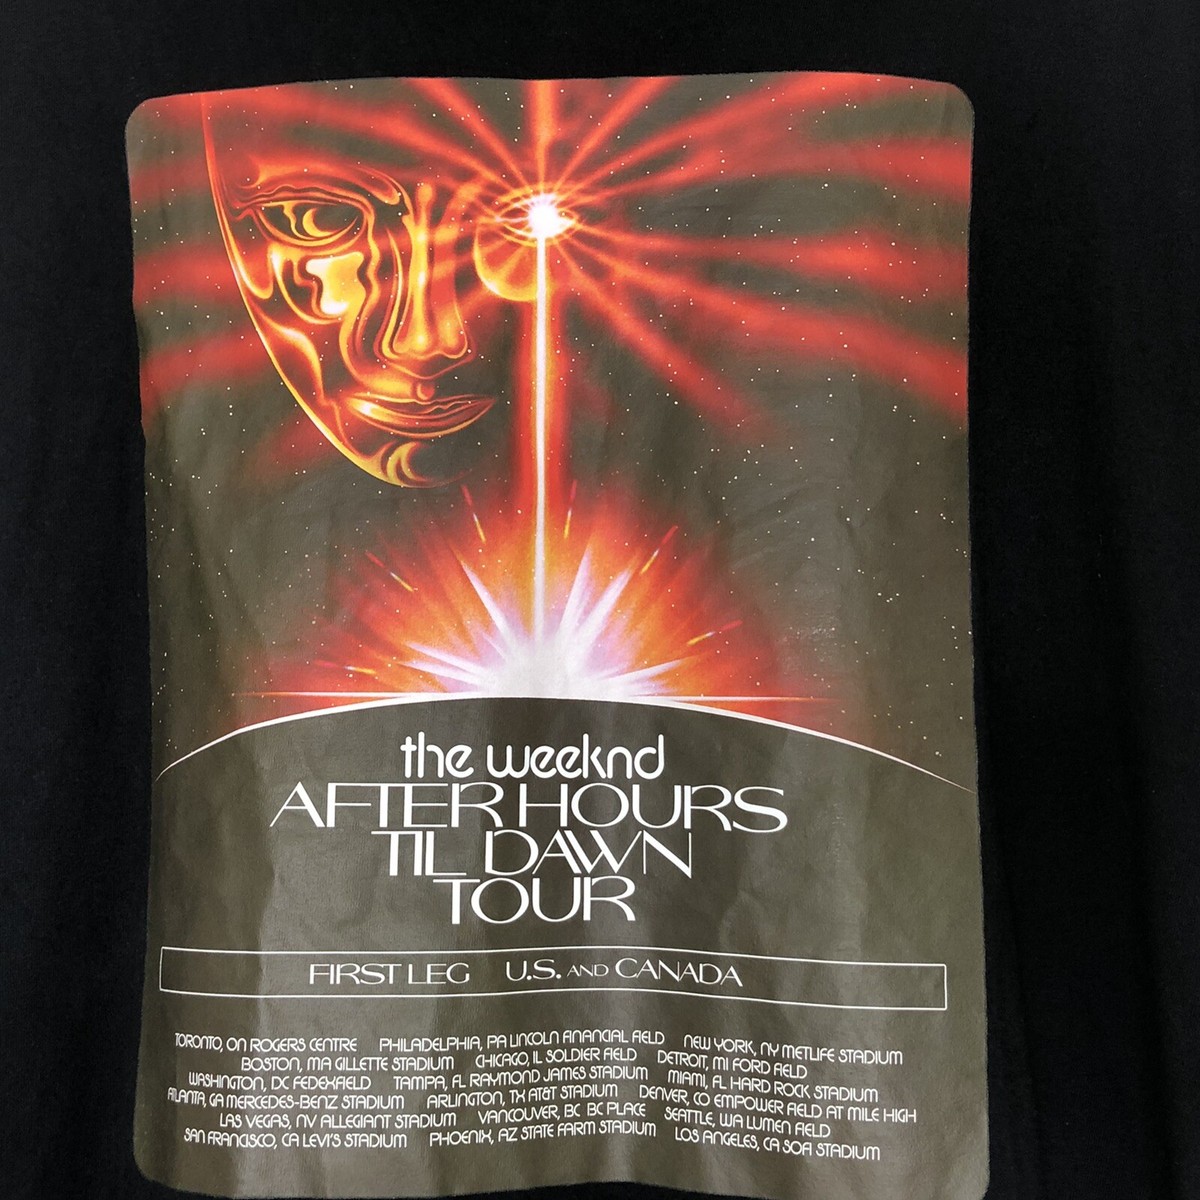 the weeknd
AFTER HOURS
TIL DAWN
TOUR
FIRST LEG U.S. AND CANADA
TORONTO, ON ROGERS CENTRE PHILADELPHIA, PA LINCOLN FINANCIAL FIELD NEW YORK, NY METLIFE STADIUM
BOSTON, MA GILLETTE STADIUM CHICAGO, IL SOLDIER FIELD DETROIT, MI FORD FIELD
WASHINGTON, DC FEDEXFIELD TAMPA, FL RAYMOND JAMES STADIUM MIAMI, FL HARD ROCK STADIUM
ATLANTA, GA MERCEDES-BENZ STADIUM ARLINGTON, TX AT&T STADIUM DENVER, CO EMPOWER FIELD AT MILE HIGH
LAS VEGAS, NV ALLEGIANT STADIUM VANCOUVER, BC BC PLACE SEATTLE, WA LUMEN FIELD
SAN FRANCISCO, CA LEVI'S STADIUM PHOENIX, AZ STATE FARM STADIUM LOS ANGELES, CA SOFI STADIUM